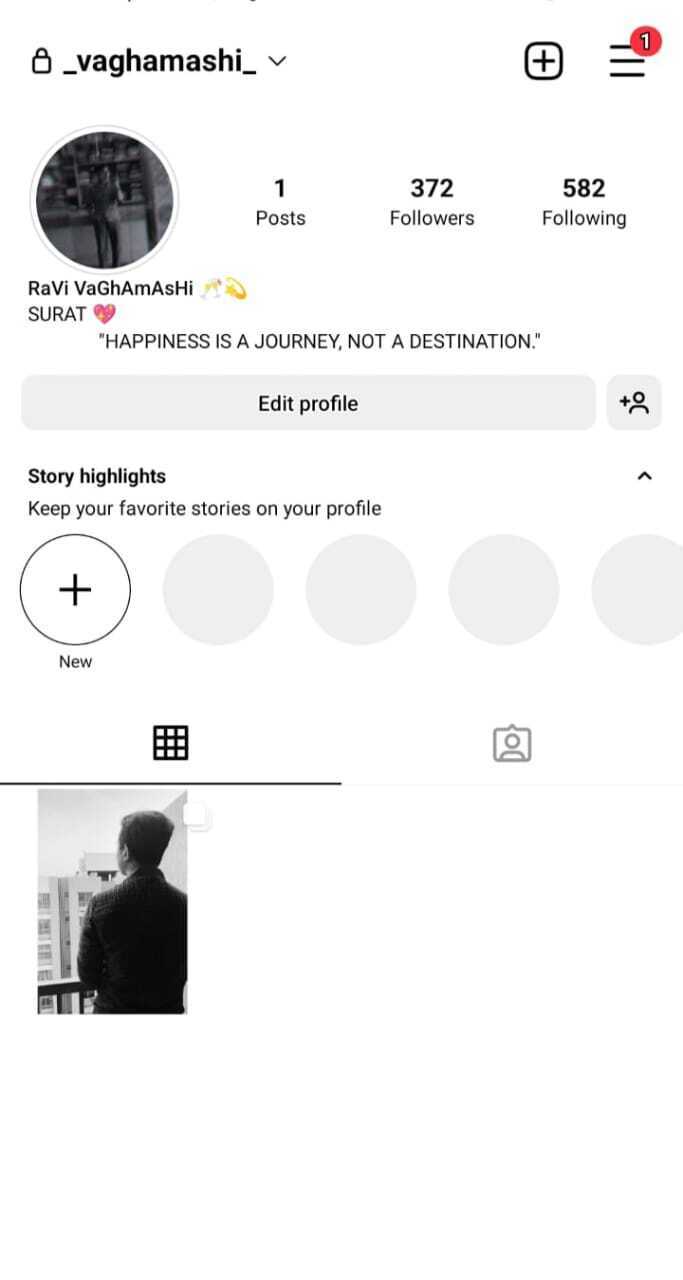 _vaghamashi_
1
1
Posts
372
Followers
582
Following
RaVi VaGhAmAsHi 🥂💫
SURAT 💖
"HAPPINESS IS A JOURNEY, NOT A DESTINATION."
Edit profile
Story highlights
Keep your favorite stories on your profile
New